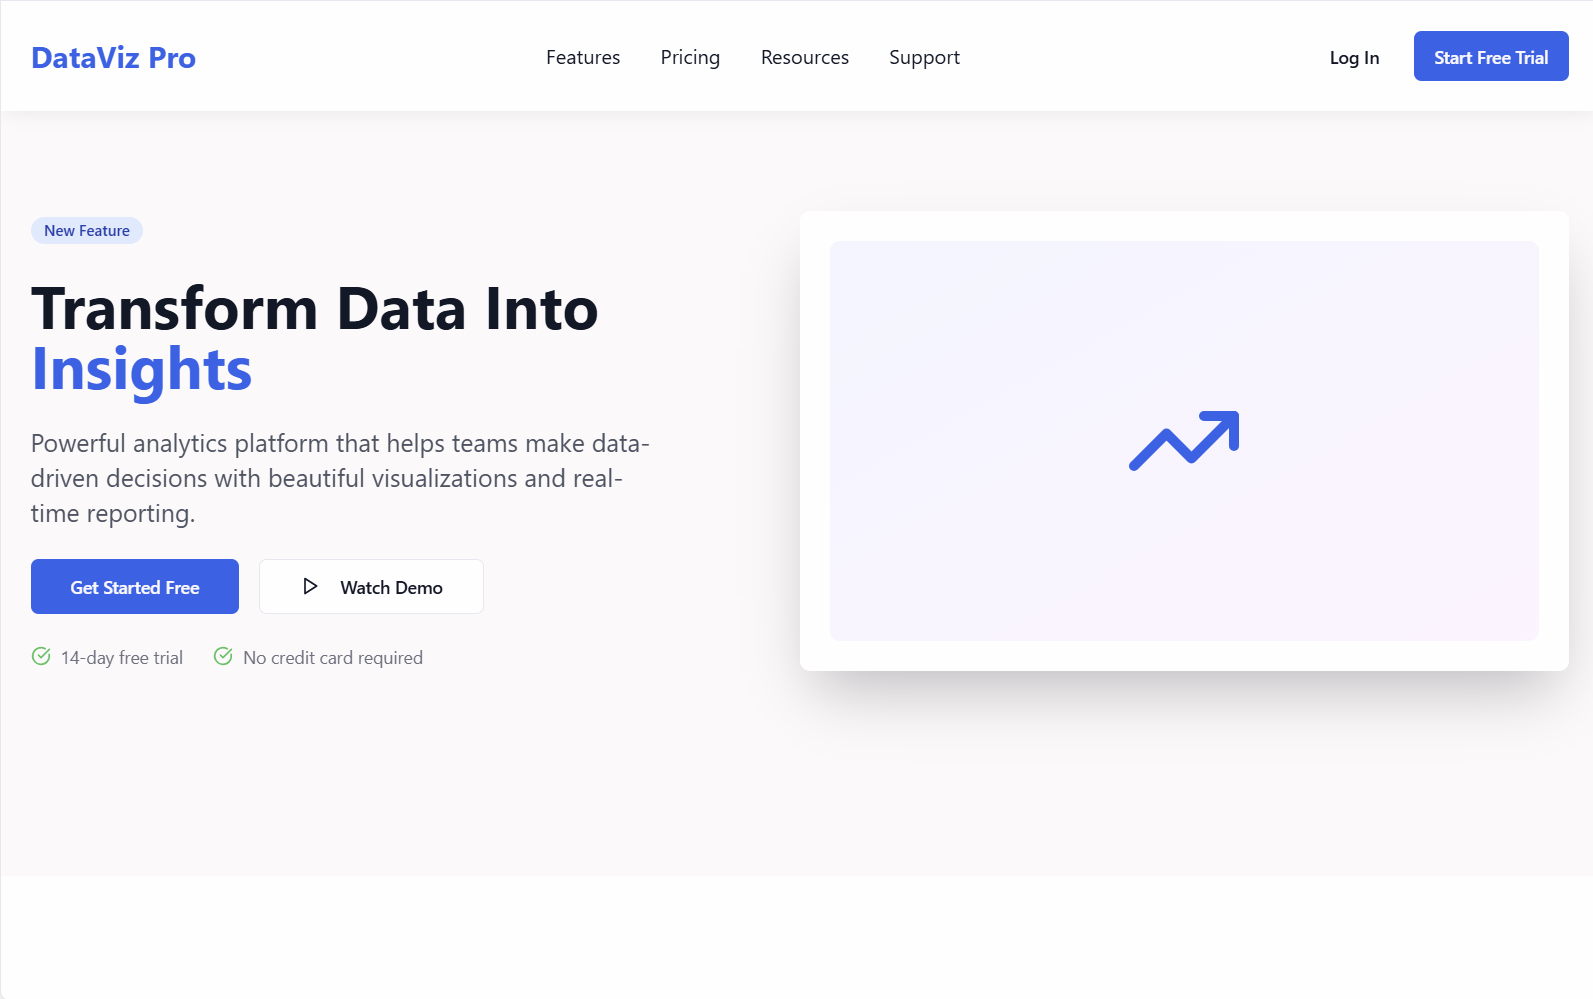 DataViz Pro
Features
Pricing
Resources
Support
Log In
Start Free Trial
New Feature
Transform Data Into
Insights
Powerful analytics platform that helps teams make data-
driven decisions with beautiful visualizations and real-
time reporting.
Get Started Free
Watch Demo
14-day free trial
No credit card required